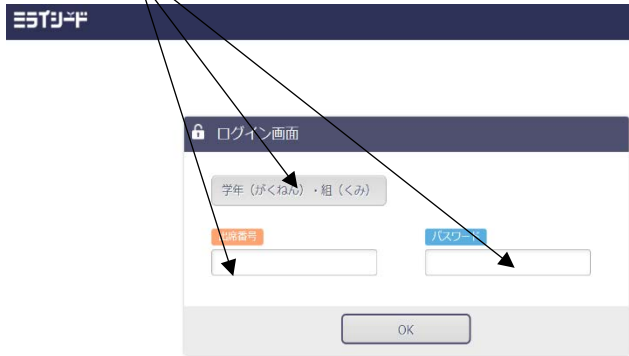 ミライシード
ログイン画面
学年（がくねん）・組（くみ）
出席番号
パスワード
OK